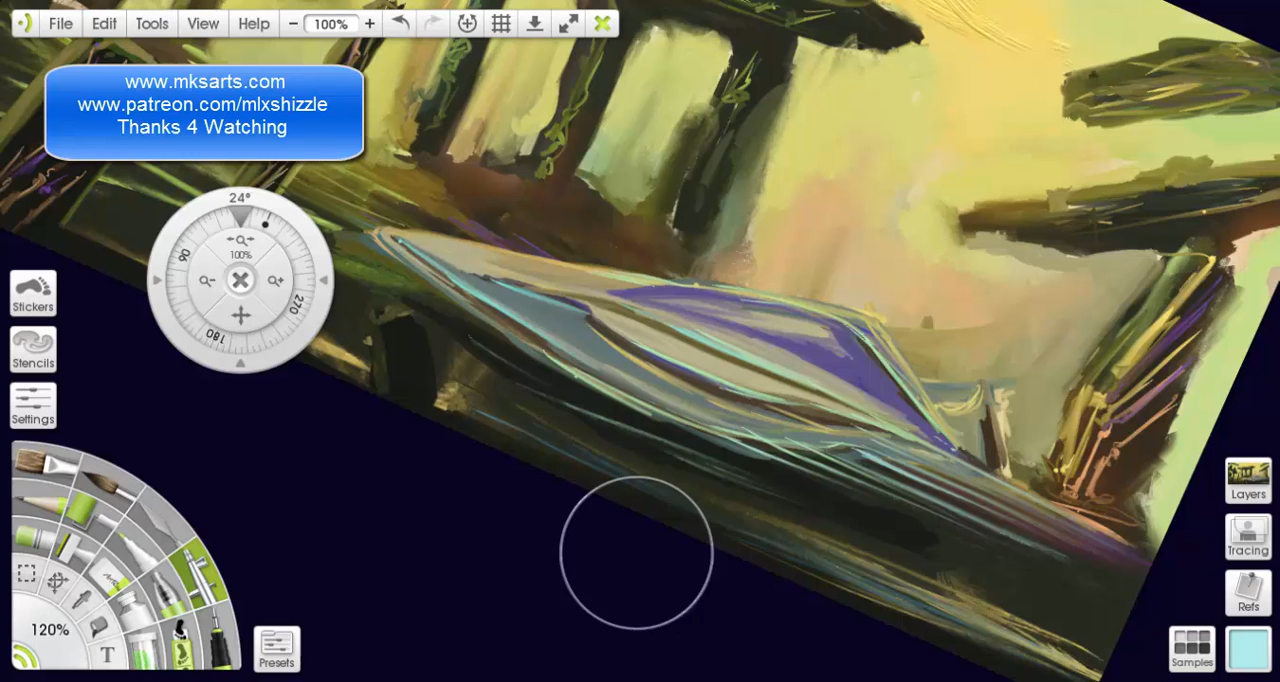 File Edit Tools View Help − 100% +
www.mksarts.com
www.patreon.com/mlxshizzle
Thanks 4 Watching
24°
90
100%
270
180
Stickers
Stencils
Settings
Layers
Tracing
Refs
120%
T
Presets
Samples